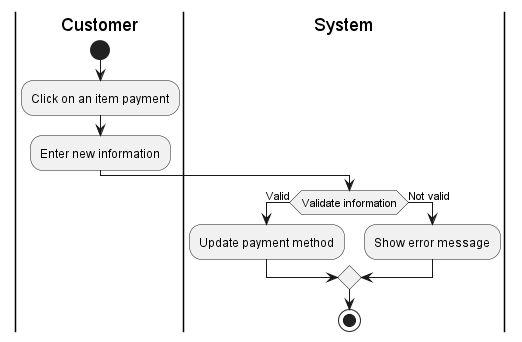 Customer
System
Click on an item payment
Enter new information
Valid
Validate information
Not valid
Update payment method
Show error message